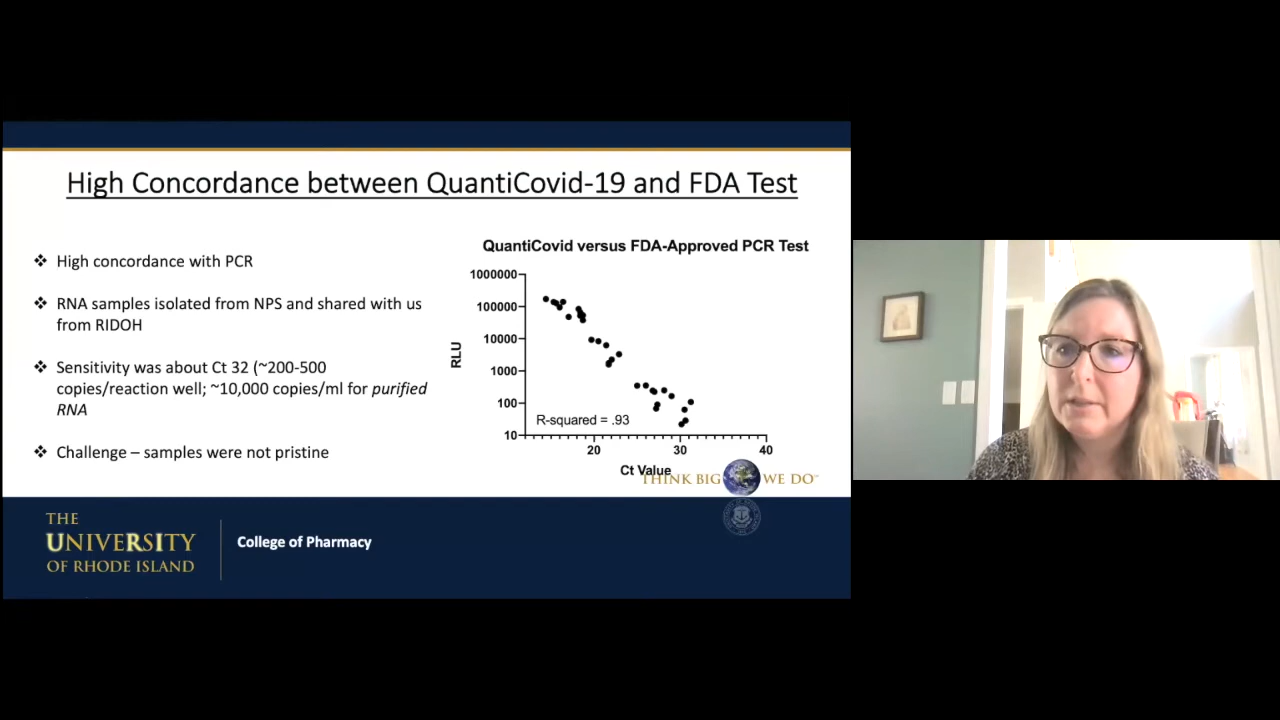 High Concordance between QuantiCovid-19 and FDA Test
❖ High concordance with PCR
❖ RNA samples isolated from NPS and shared with us
from RIDOH
❖ Sensitivity was about Ct 32 (~200-500
copies/reaction well; ~10,000 copies/ml for purified
RNA
❖ Challenge – samples were not pristine
QuantiCovid versus FDA-Approved PCR Test
1000000
100000
10000
1000
100
10
RLU
R-squared = .93
20 30 40
Ct Value
THINK BIG WE DO℠
THE
UNIVERSITY
OF RHODE ISLAND
College of Pharmacy